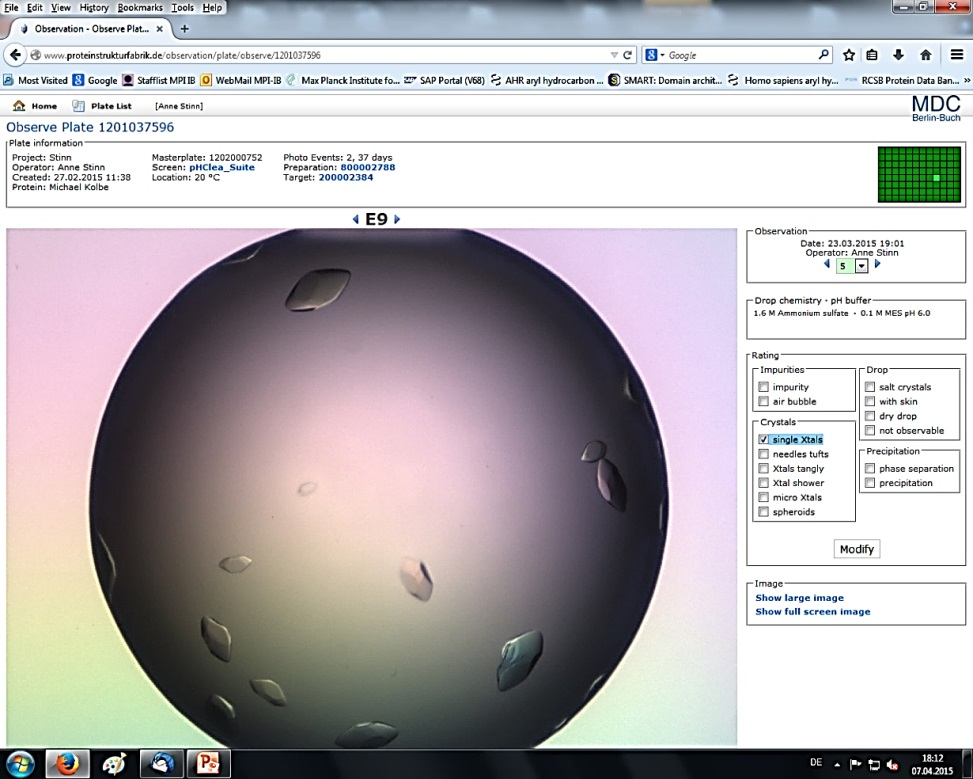 File Edit View History Bookmarks Tools Help
Observation - Observe Plat... × +
www.proteinstrukturfabrik.de/observation/plate/observe/1201037596
Google
Most Visited Google Stafflist MPIIB WebMail MPI-IB Max Planck Institute fo... SAP Portal (V68) AHR aryl hydrocarbon ... SMART: Domain archit... Homo sapiens aryl hy... RCSB Protein Data Ban... »
Home Plate List [Anne Stinn]
MDC
Berlin-Buch
Observe Plate 1201037596
Plate information
Project: Stinn Masterplate: 1202000752 Photo Events: 2, 37 days
Operator: Anne Stinn Screen: pHClea_Suite Preparation: 800002788
Created: 27.02.2015 11:38 Location: 20 °C Target: 200002384
Protein: Michael Kolbe
E9
Observation
Date: 23.03.2015 19:01
Operator: Anne Stinn
5
Drop chemistry - pH buffer
1.6 M Ammonium sulfate - 0.1 M MES pH 6.0
Rating
Impurities
impurity
air bubble
Crystals
single Xtals
needles tufts
Xtals tangly
Xtal shower
micro Xtals
spheroids
Drop
salt crystals
with skin
dry drop
not observable
Precipitation
phase separation
precipitation
Modify
Image
Show large image
Show full screen image
DE
18:12
07.04.2015